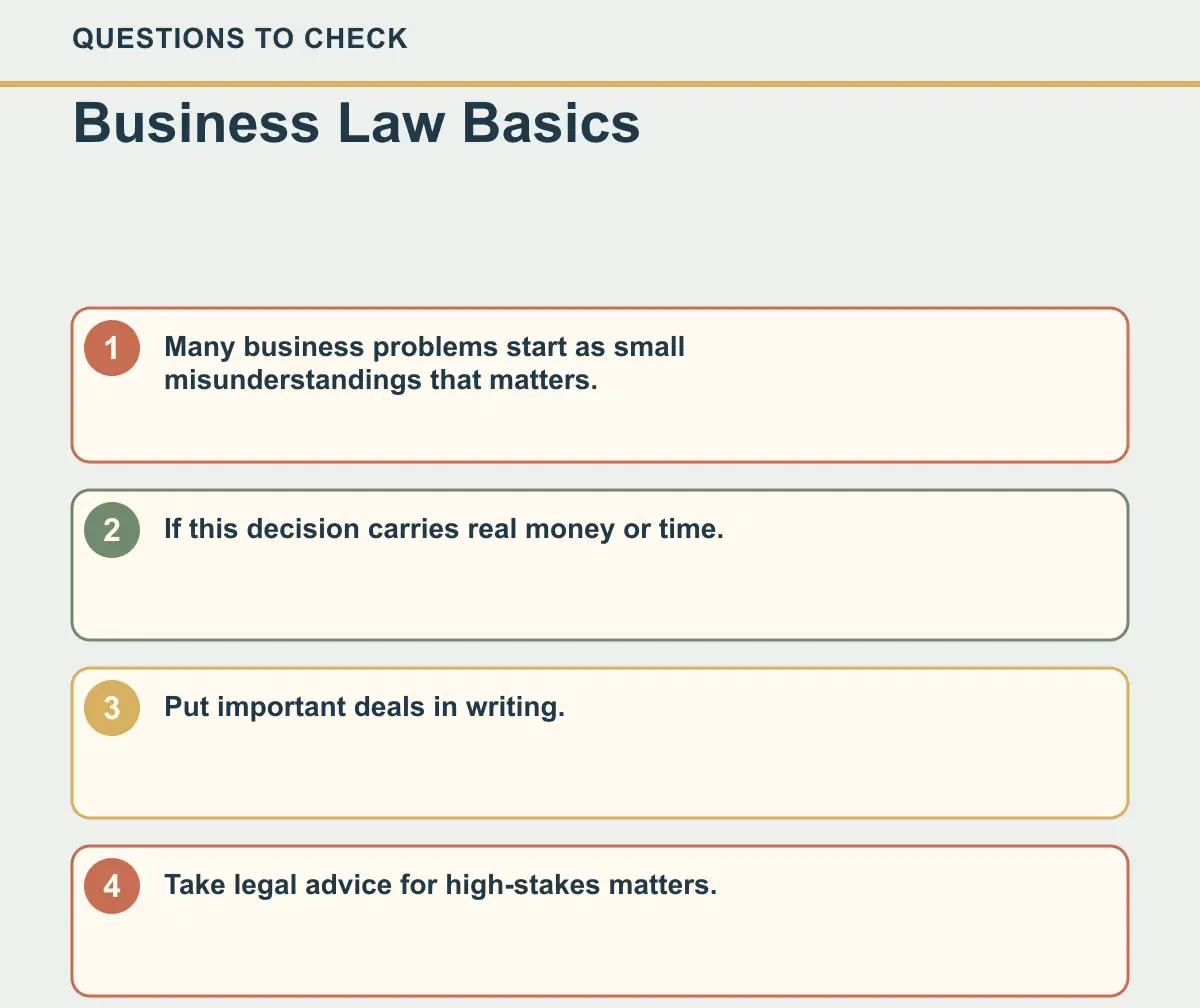 QUESTIONS TO CHECK
Business Law Basics
1
Many business problems start as small
misunderstandings that matters.
2
If this decision carries real money or time.
3
Put important deals in writing.
4
Take legal advice for high-stakes matters.